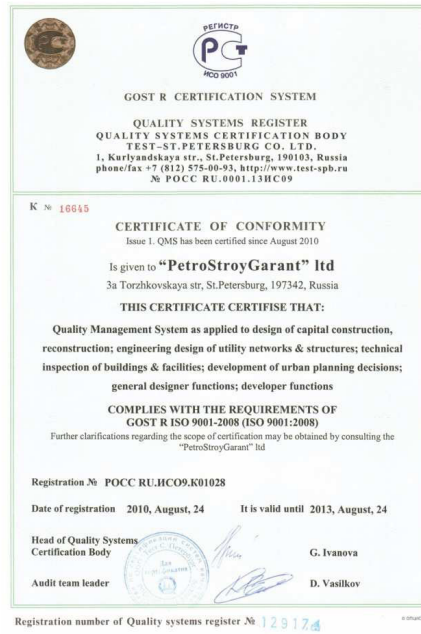 РЕГИСТР
РСТ
ИСО 9001
GOST R CERTIFICATION SYSTEM
QUALITY SYSTEMS REGISTER
QUALITY SYSTEMS CERTIFICATION BODY
TEST–ST.PETERSBURG CO. LTD.
1, Kurlyandskaya str., St.Petersburg, 190103, Russia
phone/fax +7 (812) 575-00-93, http://www.test-spb.ru
№ РОСС RU.0001.13ИС09
К № 16645
CERTIFICATE OF CONFORMITY
Issue 1. QMS has been certified since August 2010
Is given to “PetroStroyGarant” ltd
3a Torzhkovskaya str, St.Petersburg, 197342, Russia
THIS CERTIFICATE CERTIFISE THAT:
Quality Management System as applied to design of capital construction,
reconstruction; engineering design of utility networks & structures; technical
inspection of buildings & facilities; development of urban planning decisions;
general designer functions; developer functions
COMPLIES WITH THE REQUIREMENTS OF
GOST R ISO 9001-2008 (ISO 9001:2008)
Further clarifications regarding the scope of certification may be obtained by consulting the
“PetroStroyGarant” ltd
Registration № РОСС RU.ИСО9.К01028
Date of registration 2010, August, 24 It is valid until 2013, August, 24
Head of Quality Systems
Certification Body G. Ivanova
Audit team leader D. Vasilkov
Registration number of Quality systems register № 12917